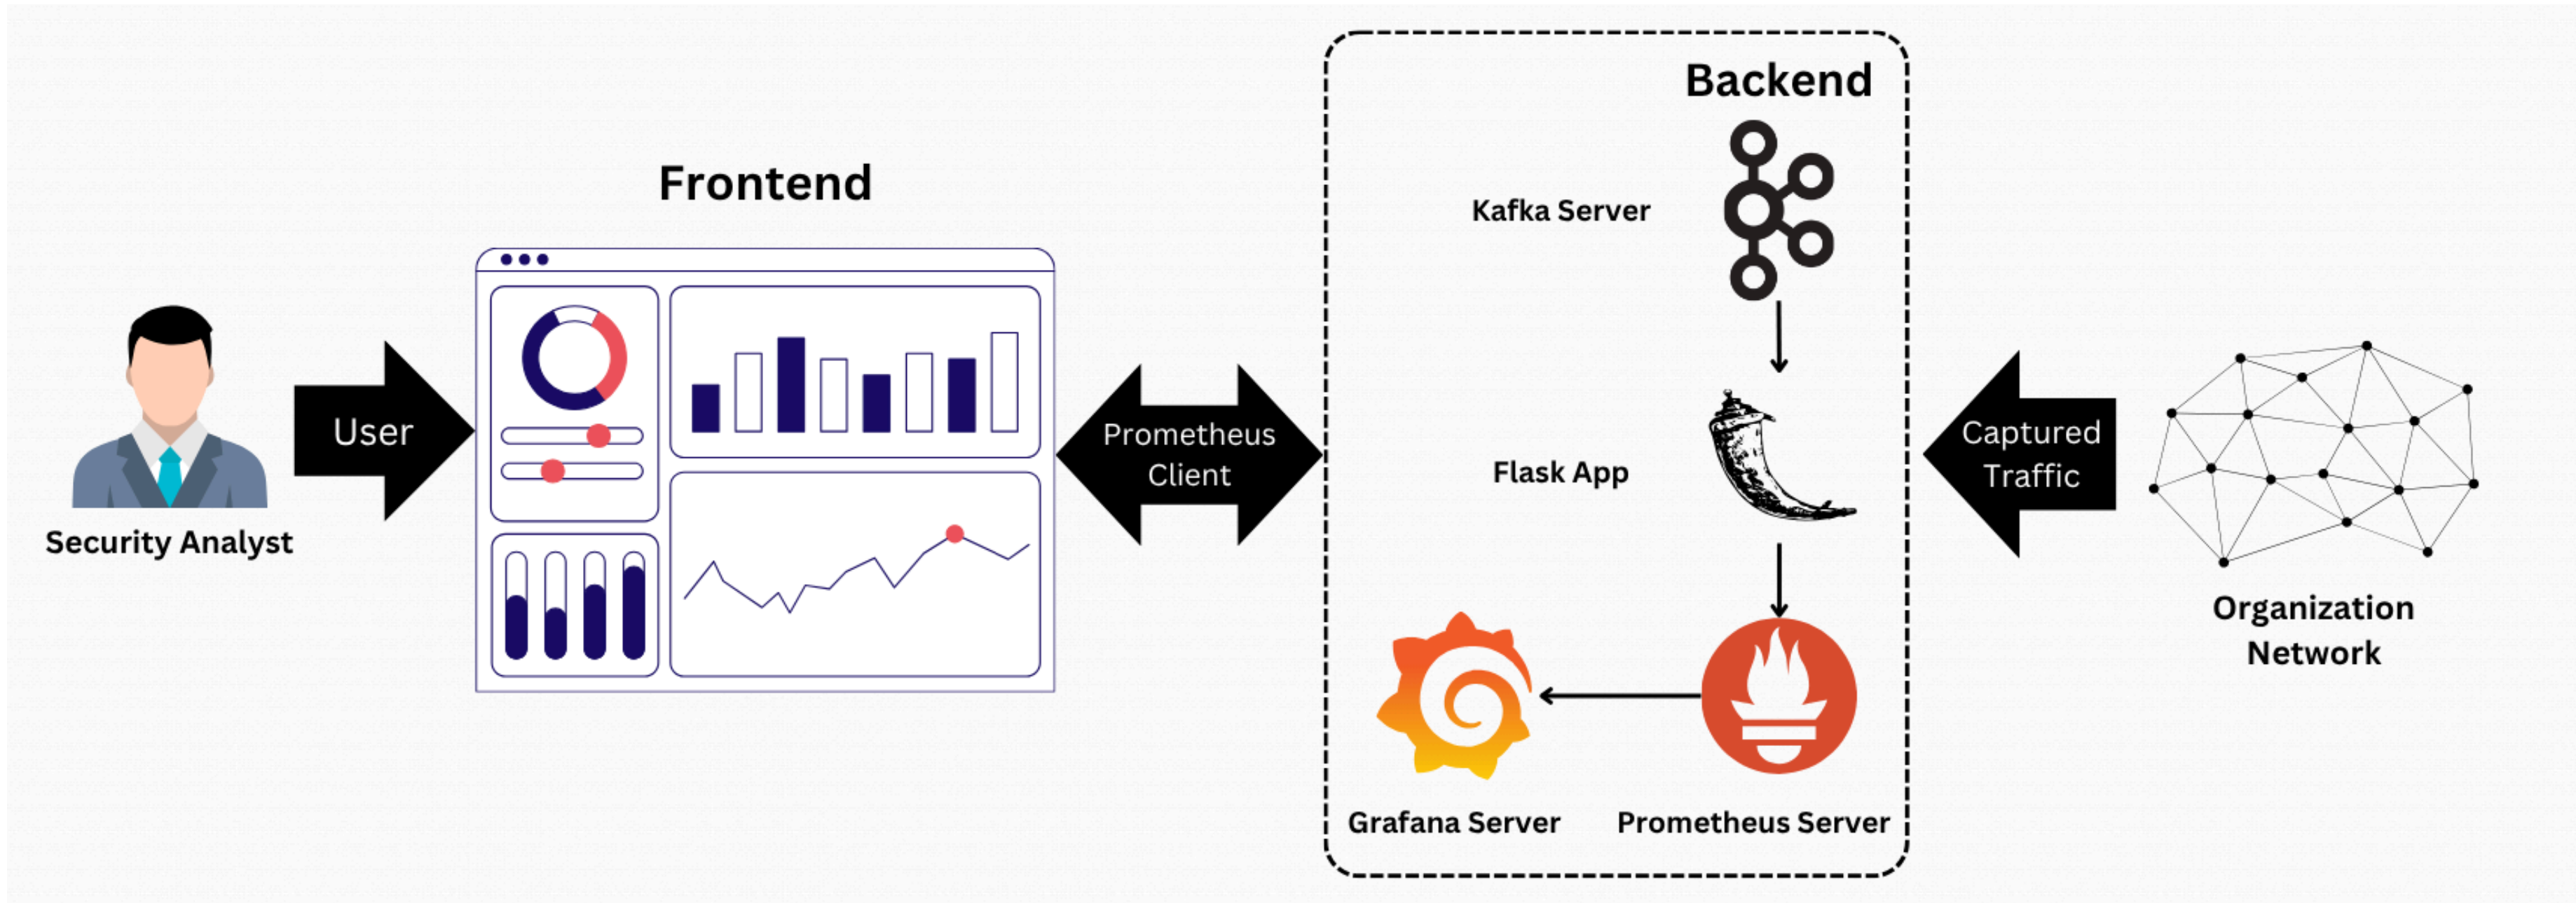 Backend
Frontend
Kafka Server
User
Prometheus
Client
Captured
Traffic
Flask App
Security Analyst
Organization
Network
Grafana Server
Prometheus Server